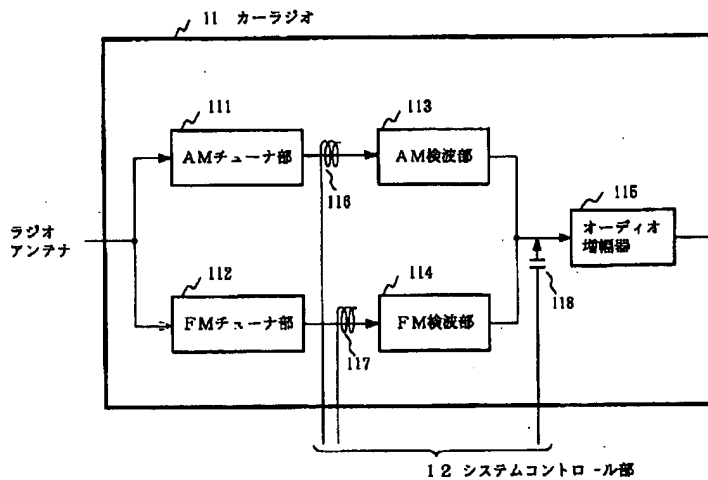 11 カーラジオ
111
AMチューナ部
113
AM検波部
116
115
オーディオ
増幅器
ラジオ
アンテナ
112
FMチューナ部
114
FM検波部
117
118
12 システムコントロール部